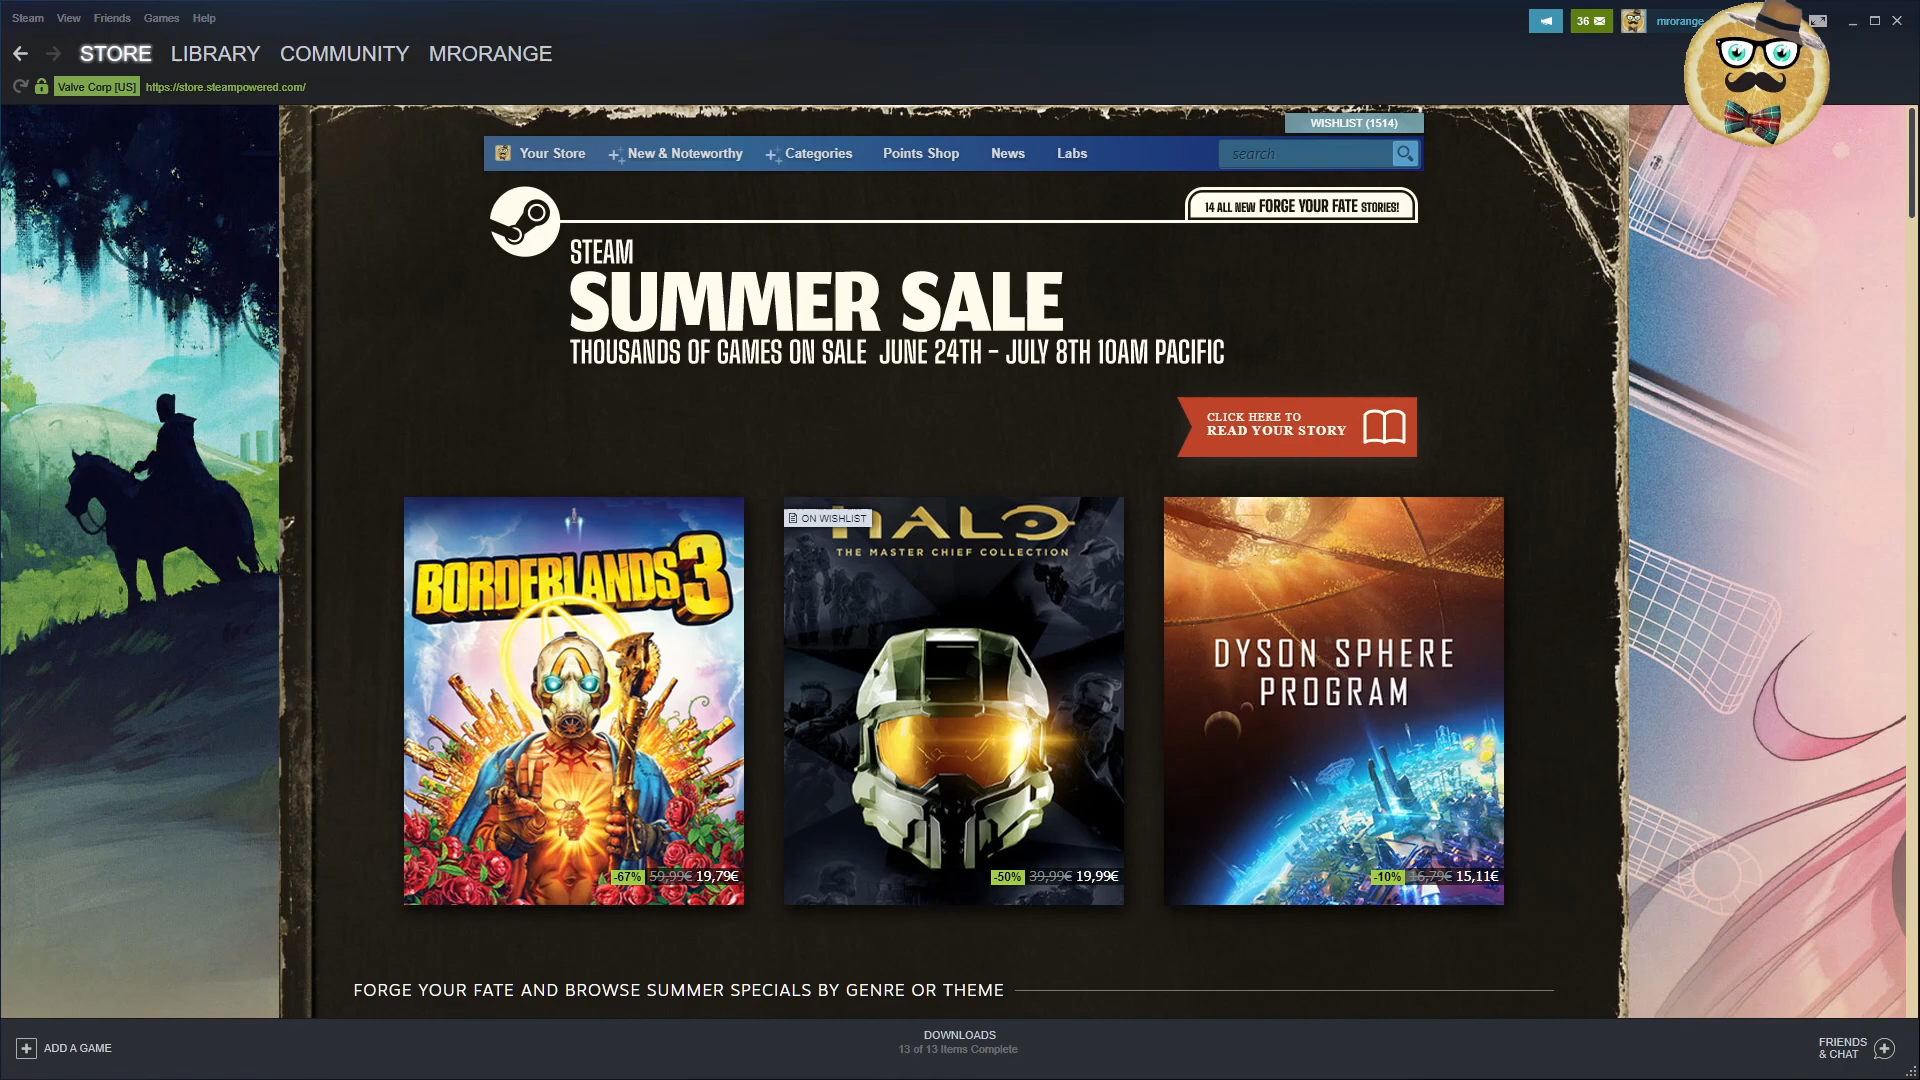 Steam View Friends Games Help
36
mrorange
STORE LIBRARY COMMUNITY MRORANGE
Valve Corp [US] https://store.steampowered.com/
WISHLIST (1514)
Your Store New & Noteworthy Categories Points Shop News Labs search
14 ALL NEW FORGE YOUR FATE STORIES!
STEAM
SUMMER SALE
THOUSANDS OF GAMES ON SALE JUNE 24TH - JULY 8TH 10AM PACIFIC
CLICK HERE TO
READ YOUR STORY
BORDERLANDS 3
-67% 59,99€ 19,79€
ON WISHLIST
HALO
THE MASTER CHIEF COLLECTION
-50% 39,99€ 19,99€
DYSON SPHERE
PROGRAM
-10% 16,79€ 15,11€
FORGE YOUR FATE AND BROWSE SUMMER SPECIALS BY GENRE OR THEME
ADD A GAME
DOWNLOADS
13 of 13 Items Complete
FRIENDS
& CHAT